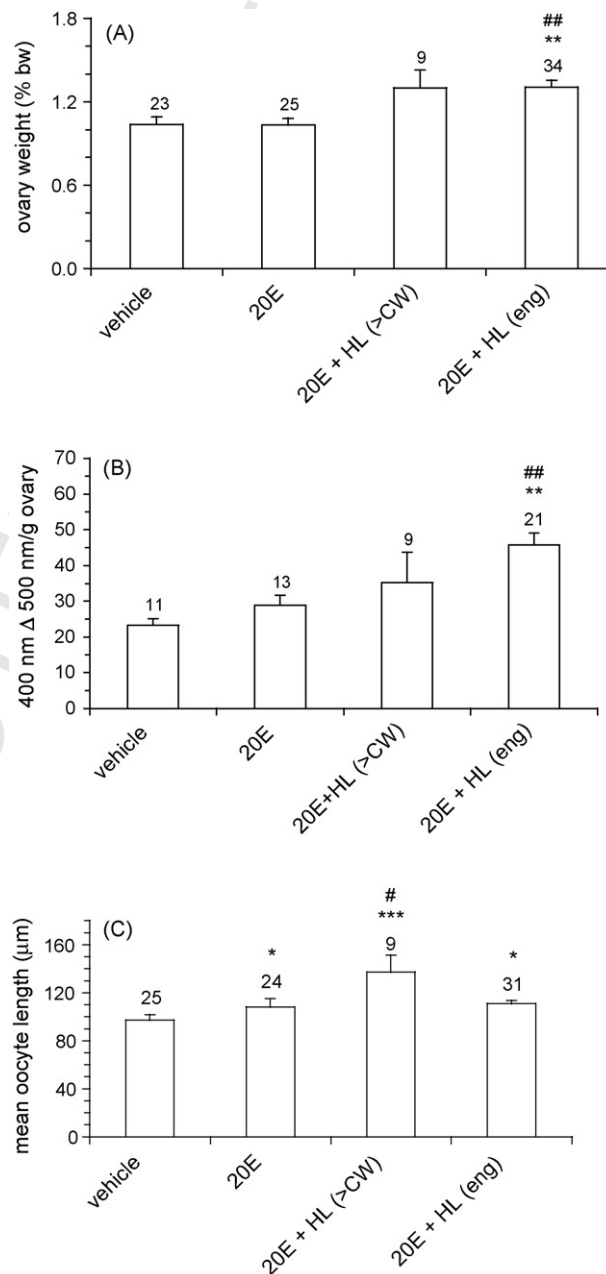 (A)
##
**
23
25
9
34
1.8
1.2
0.6
0.0
ovary weight (% bw)
vehicle
20E
20E + HL (>CW)
20E + HL (eng)
(B)
##
**
11
13
9
21
70
60
50
40
30
20
10
0
400 nm Δ 500 nm/g ovary
vehicle
20E
20E+HL (>CW)
20E + HL (eng)
(C)
*
#
***
*
25
24
9
31
160
120
80
40
0
mean oocyte length (μm)
vehicle
20E
20E + HL (>CW)
20E + HL (eng)